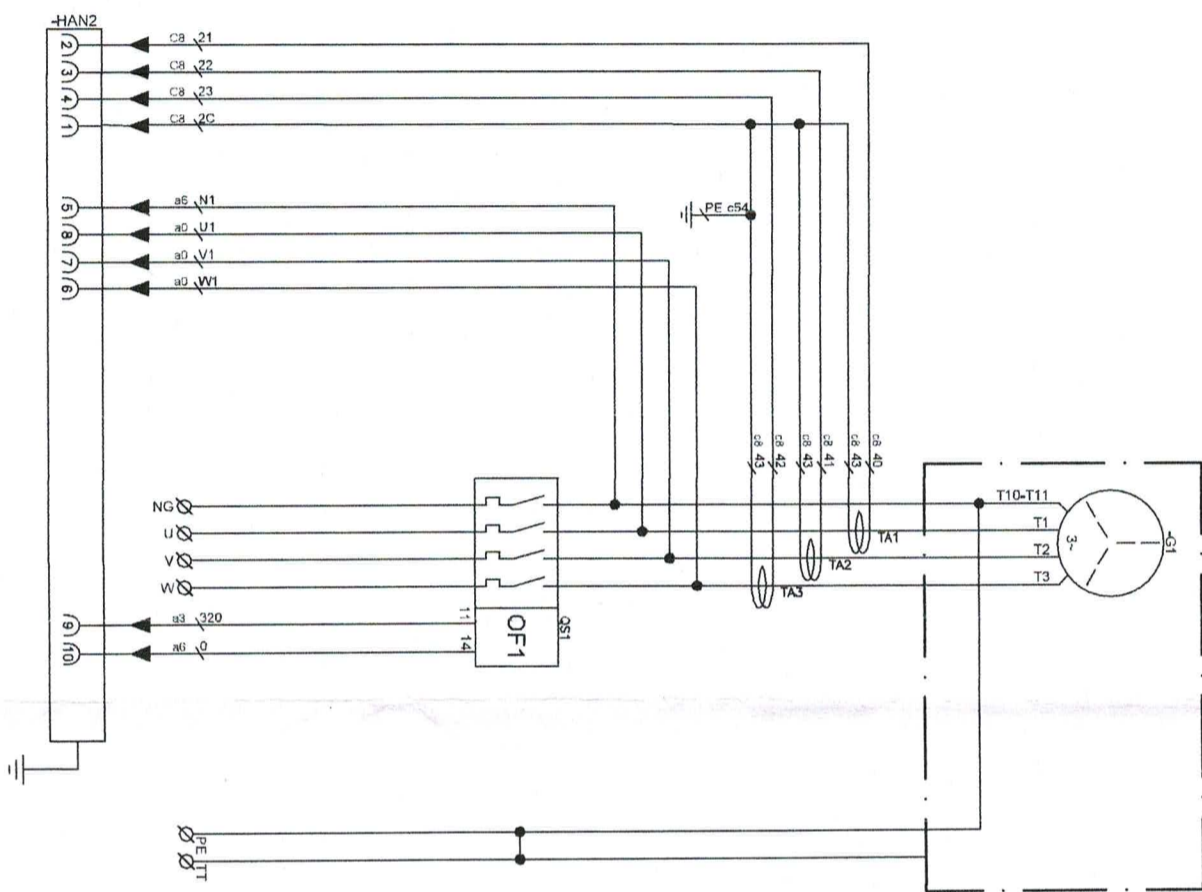 -HAN2
2 C8 21
3 C8 22
4 C8 23
1 C8 2C
5 a6 N1
8 a0 U1
7 a0 V1
6 a0 W1
PE c54
c8 43
c8 42
c8 43
c8 41
c8 43
c8 40
NG
U
V
W
T10-T11
T1
T2
T3
TA1
TA2
TA3
3~
-G1
9 a3 320
10 a6 0
11
14
OF1
QS1
PE
TT